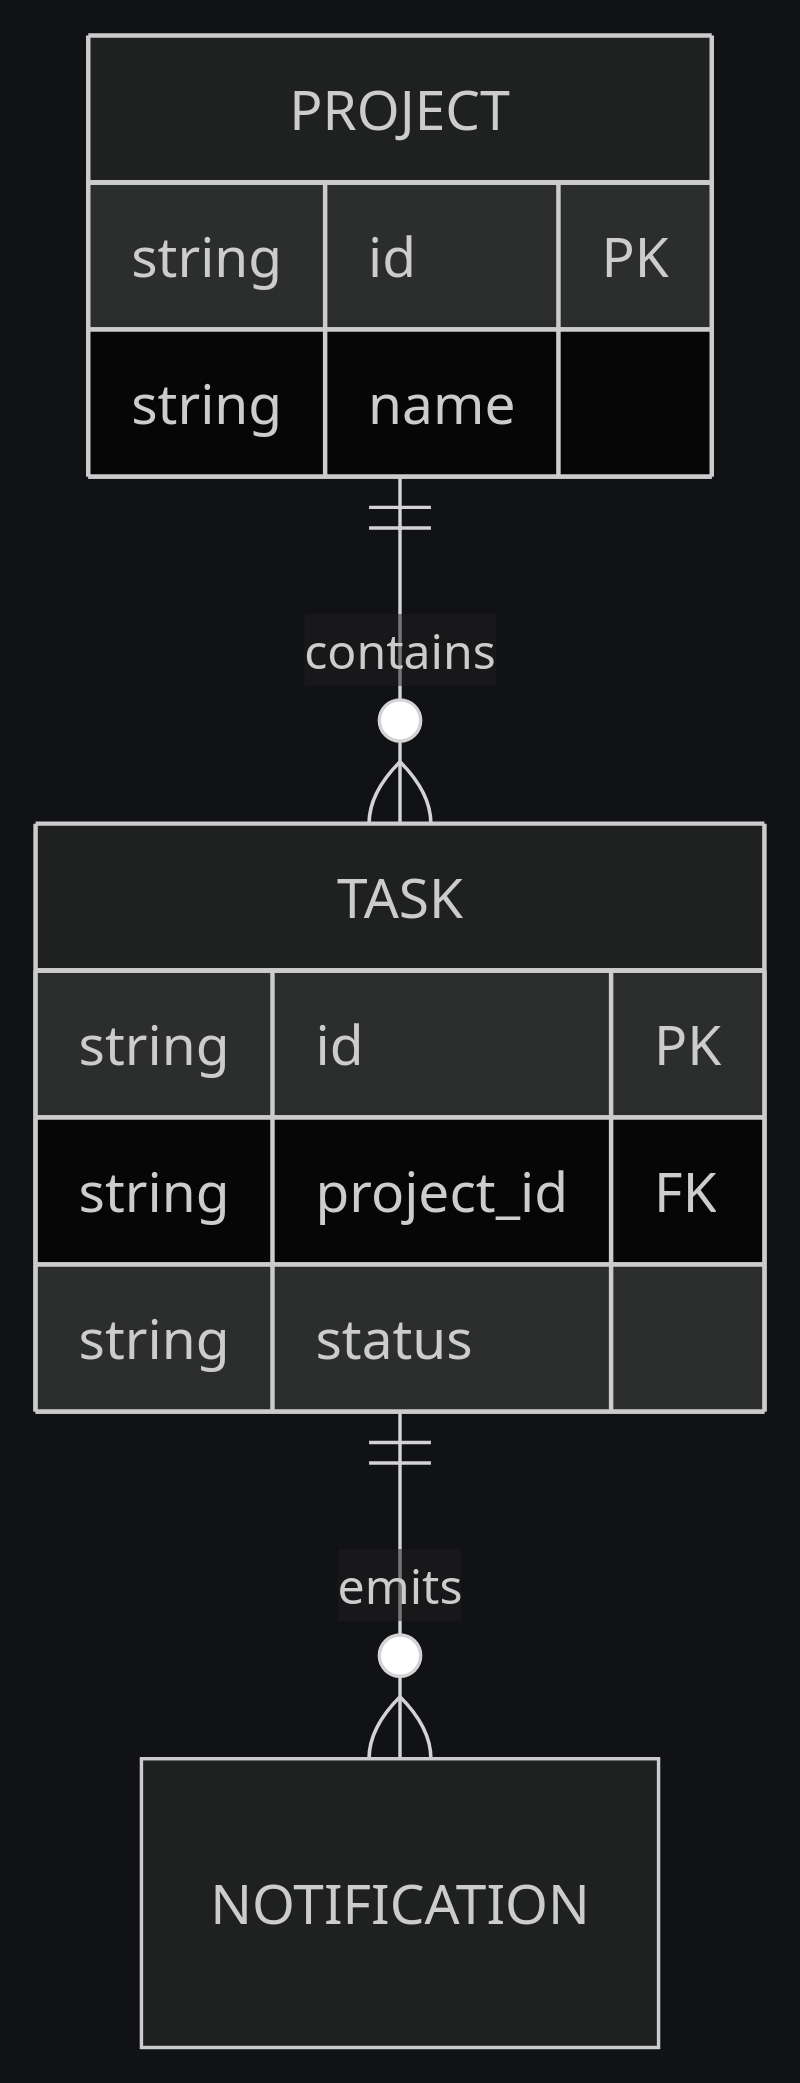 PROJECT
string id PK
string name
contains
TASK
string id PK
string project_id FK
string status
emits
NOTIFICATION